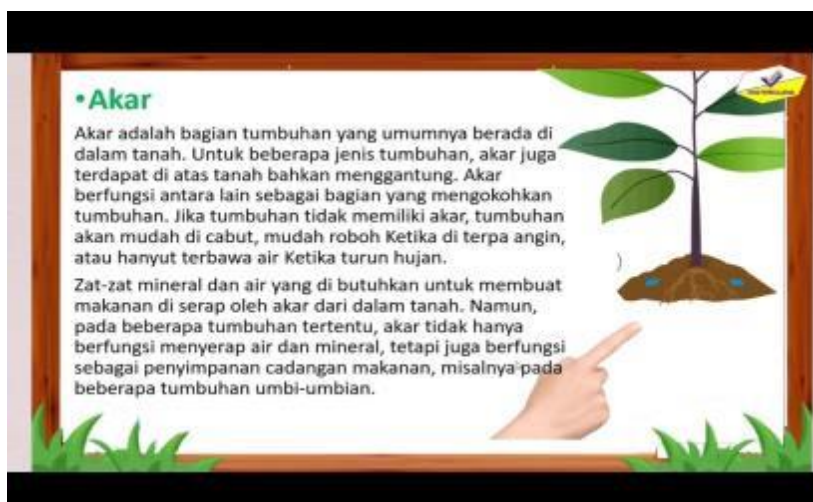 •Akar
Akar adalah bagian tumbuhan yang umumnya berada di
dalam tanah. Untuk beberapa jenis tumbuhan, akar juga
terdapat di atas tanah bahkan menggantung. Akar
berfungsi antara lain sebagai bagian yang mengokohkan
tumbuhan. Jika tumbuhan tidak memiliki akar, tumbuhan
akan mudah di cabut, mudah roboh Ketika di terpa angin,
atau hanyut terbawa air Ketika turun hujan.
Zat-zat mineral dan air yang di butuhkan untuk membuat
makanan di serap oleh akar dari dalam tanah. Namun,
pada beberapa tumbuhan tertentu, akar tidak hanya
berfungsi menyerap air dan mineral, tetapi juga berfungsi
sebagai penyimpanan cadangan makanan, misalnya pada
beberapa tumbuhan umbi-umbian.